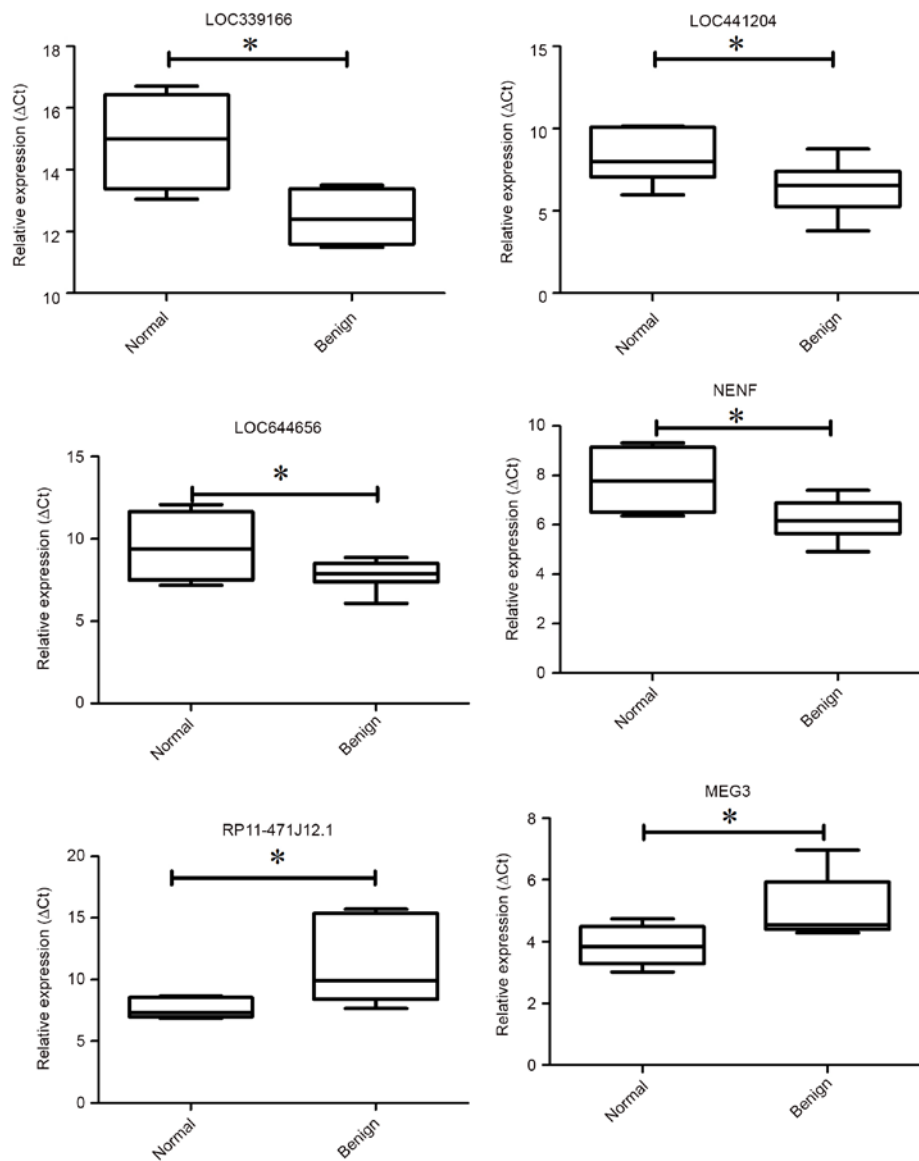 LOC339166
*
Relative expression (ΔCt)
18
16
14
12
10
Normal
Benign
LOC441204
*
Relative expression (ΔCt)
15
10
5
0
Normal
Benign
LOC644656
*
Relative expression (ΔCt)
15
10
5
0
Normal
Benign
NENF
*
Relative expression (ΔCt)
10
8
6
4
2
0
Normal
Benign
RP11-471J12.1
*
Relative expression (ΔCt)
20
15
10
5
0
Normal
Benign
MEG3
*
Relative expression (ΔCt)
8
6
4
2
0
Normal
Benign